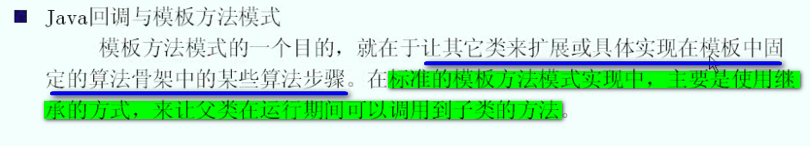 Java回调与模板方法模式
模板方法模式的一个目的，就在于让其它类来扩展或具体实现在模板中固
定的算法骨架中的某些算法步骤。在标准的模板方法模式实现中，主要是使用继
承的方式，来让父类在运行期间可以调用到子类的方法。